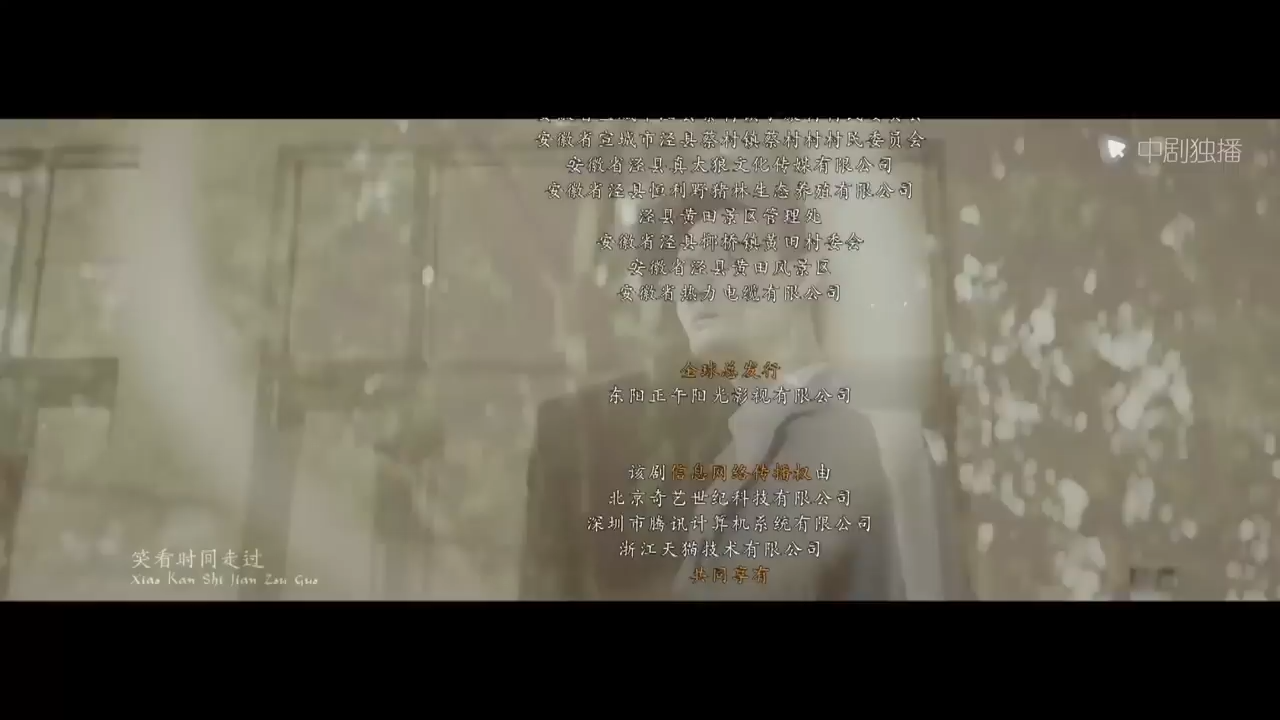 安徽省宣城市泾县蔡村镇蔡村村村民委员会
中剧独播
安徽省泾县真太狼文化传媒有限公司
安徽省泾县恒利野猪林生态养殖有限公司
泾县黄田景区管理处
安徽省泾县榔桥镇黄田村委会
安徽省泾县黄田风景区
安徽省热力电缆有限公司
全球总发行
东阳正午阳光影视有限公司
该剧信息网络传播权由
北京奇艺世纪科技有限公司
深圳市腾讯计算机系统有限公司
浙江天猫技术有限公司
共同享有
笑看时间走过
Xiao Kan Shi Jian Zou Guo